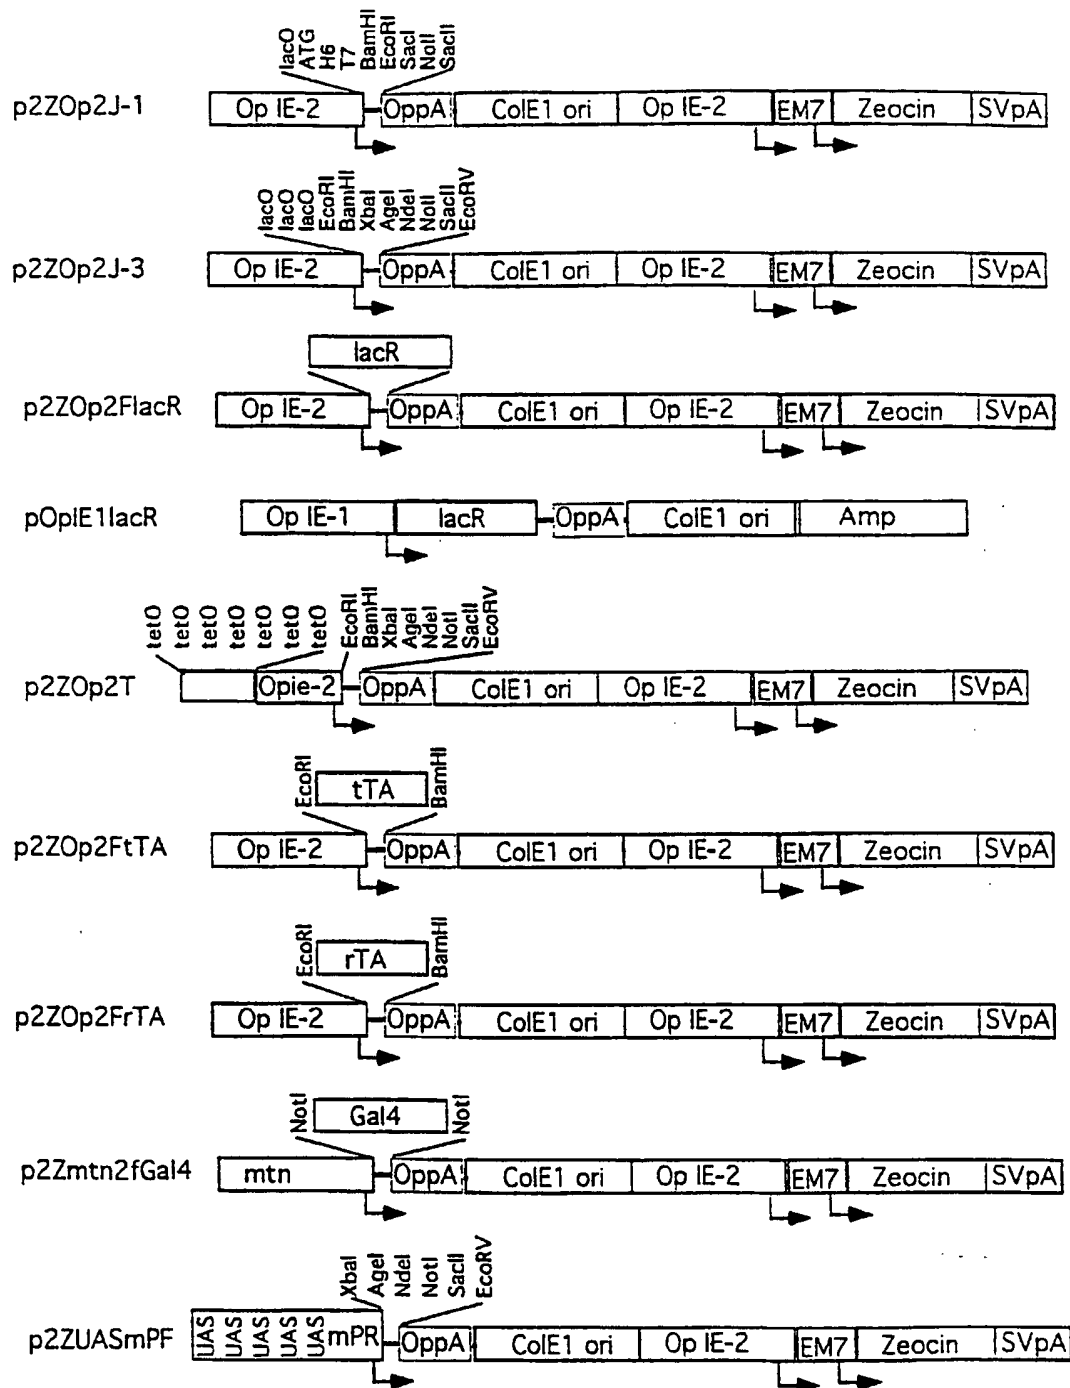 lacO ATG H6 T7 BamHI EcoRI SacI NotI SacII
p2ZOp2J-1 Op IE-2 OppA ColE1 ori Op IE-2 EM7 Zeocin SVpA
lacO lacO lacO EcoRI BamHI XbaI AgeI NdeI NotI SacII EcoRV
p2ZOp2J-3 Op IE-2 OppA ColE1 ori Op IE-2 EM7 Zeocin SVpA
lacR
p2ZOp2FlacR Op IE-2 OppA ColE1 ori Op IE-2 EM7 Zeocin SVpA
pOpIE1lacR Op IE-1 lacR OppA ColE1 ori Amp
tetO tetO tetO tetO tetO tetO tetO EcoRI BamHI XbaI AgeI NdeI NotI SacII EcoRV
p2ZOp2T Opie-2 OppA ColE1 ori Op IE-2 EM7 Zeocin SVpA
EcoRI tTA BamHI
p2ZOp2FtTA Op IE-2 OppA ColE1 ori Op IE-2 EM7 Zeocin SVpA
EcoRI rTA BamHI
p2ZOp2FrTA Op IE-2 OppA ColE1 ori Op IE-2 EM7 Zeocin SVpA
NotI Gal4 NotI
p2Zmtn2fGal4 mtn OppA ColE1 ori Op IE-2 EM7 Zeocin SVpA
XbaI AgeI NdeI NotI SacII EcoRV
p2ZUASmPF UAS UAS UAS UAS UAS mPR OppA ColE1 ori Op IE-2 EM7 Zeocin SVpA